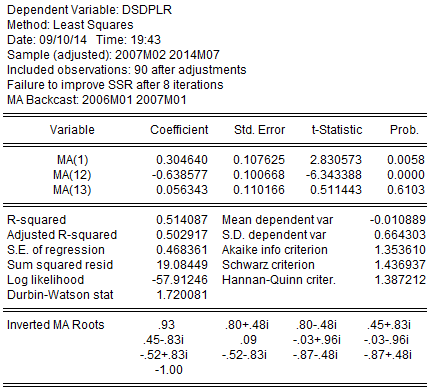 Dependent Variable: DSDPLR
Method: Least Squares
Date: 09/10/14 Time: 19:43
Sample (adjusted): 2007M02 2014M07
Included observations: 90 after adjustments
Failure to improve SSR after 8 iterations
MA Backcast: 2006M01 2007M01
Variable Coefficient Std. Error t-Statistic Prob.
MA(1) 0.304640 0.107625 2.830573 0.0058
MA(12) -0.638577 0.100668 -6.343388 0.0000
MA(13) 0.056343 0.110166 0.511443 0.6103
R-squared 0.514087 Mean dependent var -0.010889
Adjusted R-squared 0.502917 S.D. dependent var 0.664303
S.E. of regression 0.468361 Akaike info criterion 1.353610
Sum squared resid 19.08449 Schwarz criterion 1.436937
Log likelihood -57.91246 Hannan-Quinn criter. 1.387212
Durbin-Watson stat 1.720081
Inverted MA Roots .93 .80+.48i .80-.48i .45+.83i
.45-.83i .09 -.03+.96i -.03-.96i
-.52+.83i -.52-.83i -.87-.48i -.87+.48i
-1.00